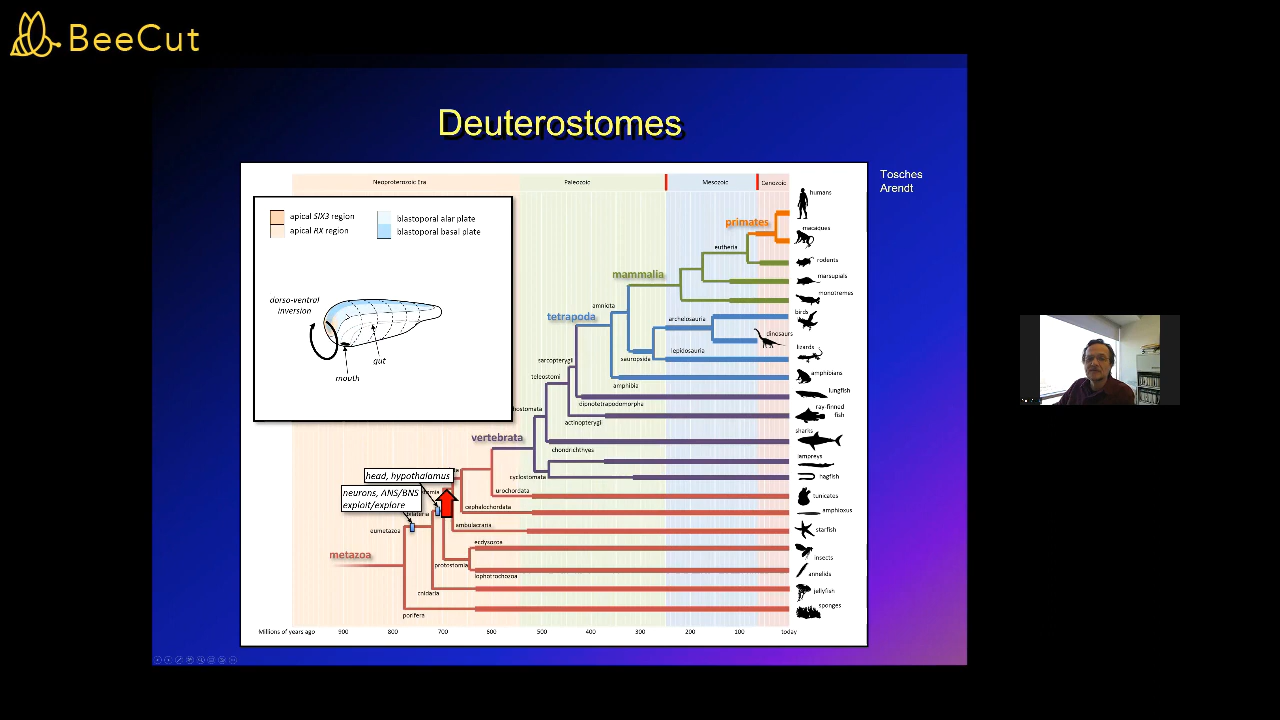 BeeCut
Deuterostomes
Tosches
Arendt
Neoproterozoic Era
Paleozoic
Mesozoic
Cenozoic
apical SIX3 region
apical RX region
blastoporal alar plate
blastoporal basal plate
dorso-ventral
inversion
mouth
gut
humans
primates
macaques
eutheria
rodents
mammalia
marsupials
monotremes
amniota
tetrapoda
archelosauria
birds
dinosaurs
sauropsida
lepidosauria
lizards
sarcopterygii
teleostomi
amphibia
amphibians
dipnotetrapodomorpha
lungfish
actinopterygii
ray-finned
fish
vertebrata
chondrichthyes
sharks
lampreys
cyclostomata
hagfish
head, hypothalamus
neurons, ANS/BNS
exploit/explore
urochordata
tunicates
cephalochordata
amphioxus
bilateria
ambulacraria
starfish
eumetazoa
ecdysozoa
insects
metazoa
protostomia
lophotrochozoa
annelids
cnidaria
jellyfish
porifera
sponges
Millions of years ago 900 800 700 600 500 400 300 200 100 today